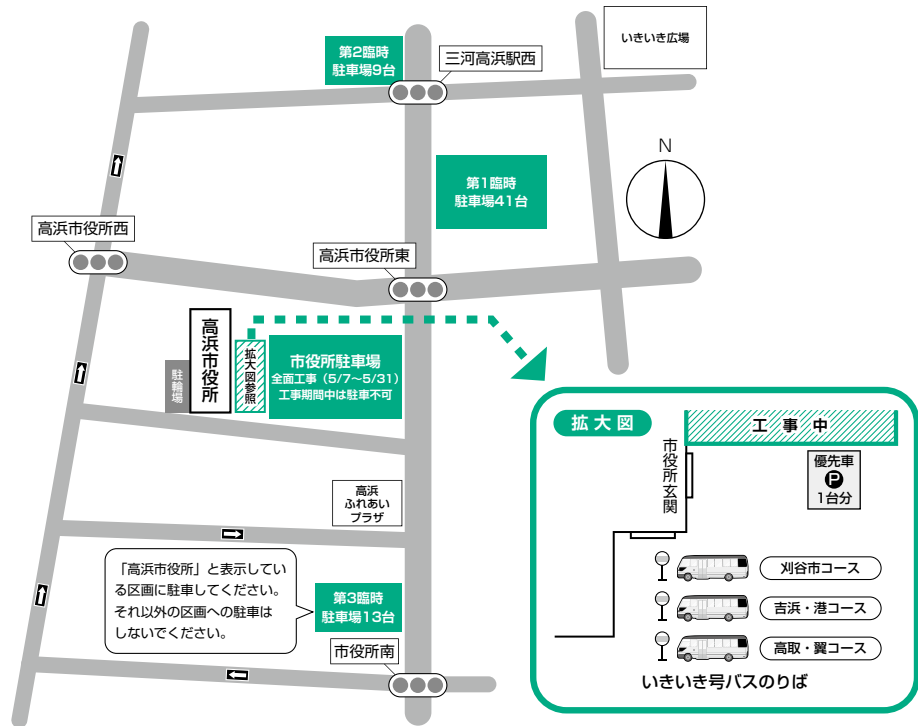 いきいき広場
第2臨時
駐車場9台
三河高浜駅西
N
第1臨時
駐車場41台
高浜市役所西
高浜市役所東
高浜市役所
駐輪場
拡大図参照
市役所駐車場
全面工事（5/7〜5/31）
工事期間中は駐車不可
高浜
ふれあい
プラザ
「高浜市役所」と表示してい
る区画に駐車してください。
それ以外の区画への駐車は
しないでください。
第3臨時
駐車場13台
市役所南
拡大図
工事中
市役所玄関
優先車
P
1台分
刈谷市コース
吉浜・港コース
高取・翼コース
いきいき号バスのりば